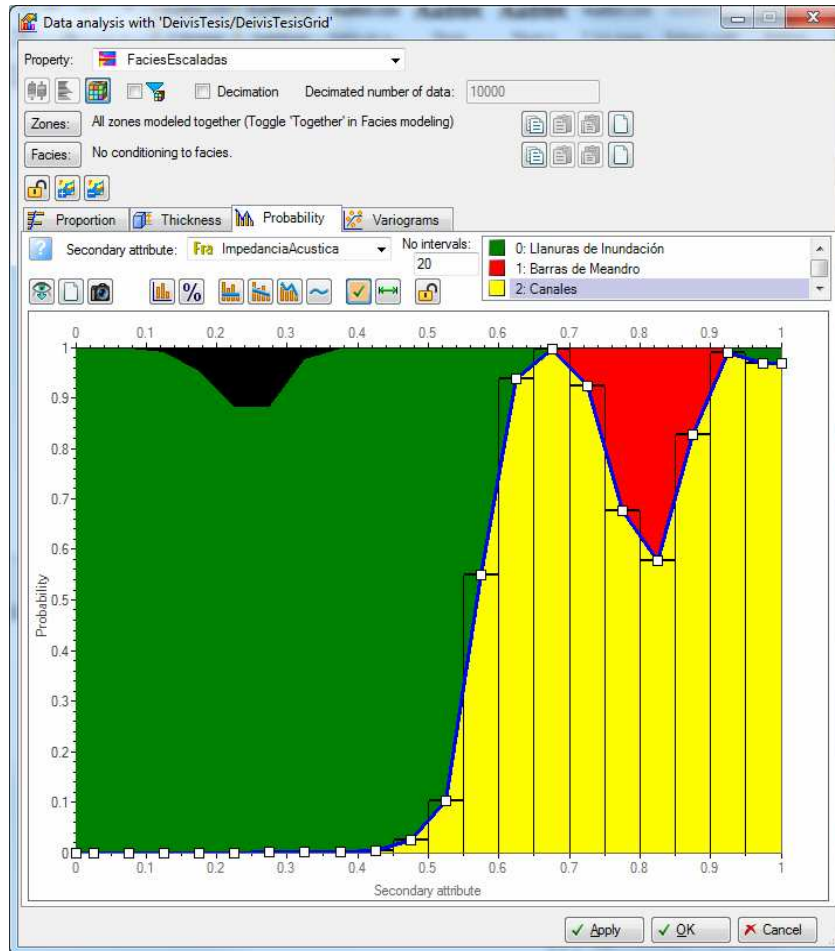 Data analysis with 'DeivisTesis/DeivisTesisGrid'
Property: FaciesEscaladas
Decimation Decimated number of data: 10000
Zones: All zones modeled together (Toggle 'Together' in Facies modeling)
Facies: No conditioning to facies.
Proportion Thickness Probability Variograms
? Secondary attribute: Fra ImpedanciaAcustica No intervals: 20
0: Llanuras de Inundación
1: Barras de Meandro
2: Canales
%
0 0.1 0.2 0.3 0.4 0.5 0.6 0.7 0.8 0.9 1
1
0.9
0.8
0.7
0.6
0.5
0.4
0.3
0.2
0.1
0
Probability
0 0.1 0.2 0.3 0.4 0.5 0.6 0.7 0.8 0.9 1
Secondary attribute
Apply OK Cancel